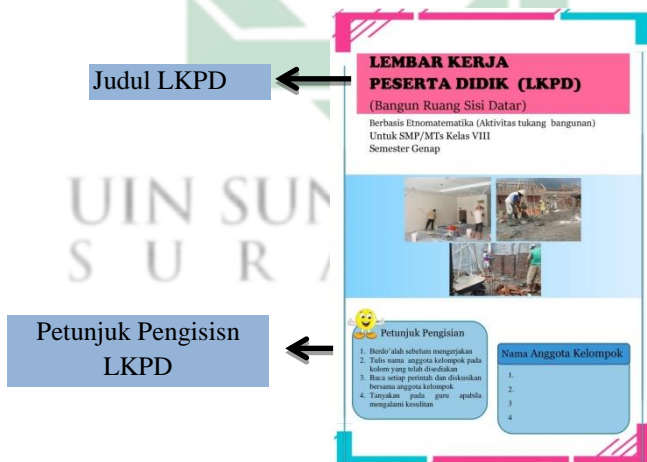 Judul LKPD
LEMBAR KERJA
PESERTA DIDIK (LKPD)
(Bangun Ruang Sisi Datar)
Berbasis Etnomatematika (Aktivitas tukang bangunan)
Untuk SMP/MTs Kelas VIII
Semester Genap
UIN SUN
S U R A
Petunjuk Pengisisn
LKPD
Petunjuk Pengisian
1. Berdo'alah sebelum mengerjakan
2. Tulis nama anggota kelompok pada
kolom yang telah disediakan
3. Baca setiap perintah dan diskusikan
bersama anggota kelompok
4. Tanyakan pada guru apabila
mengalami kesulitan
Nama Anggota Kelompok
1.
2.
3
4